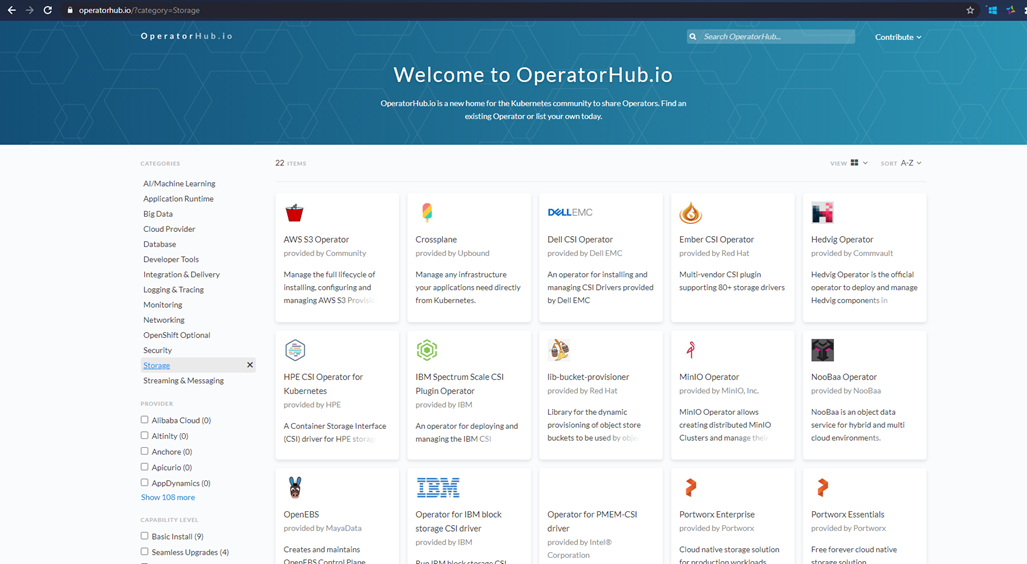 operatorhub.io/?category=Storage
OperatorHub.io
Search OperatorHub...
Contribute
Welcome to OperatorHub.io
OperatorHub.io is a new home for the Kubernetes community to share Operators. Find an
existing Operator or list your own today.
CATEGORIES
AI/Machine Learning
Application Runtime
Big Data
Cloud Provider
Database
Developer Tools
Integration & Delivery
Logging & Tracing
Monitoring
Networking
OpenShift Optional
Security
Storage
Streaming & Messaging
PROVIDER
Alibaba Cloud (0)
Altinity (0)
Anchore (0)
Apicurio (0)
AppDynamics (0)
Show 108 more
CAPABILITY LEVEL
Basic Install (9)
Seamless Upgrades (4)
22 ITEMS
VIEW
SORT A-Z
AWS S3 Operator
provided by Community
Manage the full lifecycle of
installing, configuring and
managing AWS S3 Provisio
Crossplane
provided by Upbound
Manage any infrastructure
your applications need directly
from Kubernetes.
DELL EMC
Dell CSI Operator
provided by Dell EMC
An operator for installing and
managing CSI Drivers provided
by Dell EMC
Ember CSI Operator
provided by Red Hat
Multi-vendor CSI plugin
supporting 80+ storage drivers
Hedvig Operator
provided by Commvault
Hedvig Operator is the official
operator to deploy and manage
Hedvig components in
HPE CSI Operator for
Kubernetes
provided by HPE
A Container Storage Interface
(CSI) driver for HPE storag
IBM Spectrum Scale CSI
Plugin Operator
provided by IBM
An operator for deploying and
managing the IBM CSI
lib-bucket-provisioner
provided by Red Hat
Library for the dynamic
provisioning of object store
buckets to be used by object
MinIO Operator
provided by MinIO, Inc.
MinIO Operator allows
creating distributed MinIO
Clusters and manage their
NooBaa Operator
provided by NooBaa
NooBaa is an object data
service for hybrid and multi
cloud environments.
OpenEBS
provided by MayaData
Creates and maintains
OpenEBS Control Plane
IBM
Operator for IBM block
storage CSI driver
provided by IBM
Run IBM block storage CSI
Operator for PMEM-CSI
driver
provided by Intel®
Corporation
Portworx Enterprise
provided by Portworx
Cloud native storage solution
for production workloads
Portworx Essentials
provided by Portworx
Free forever cloud native
storage solution